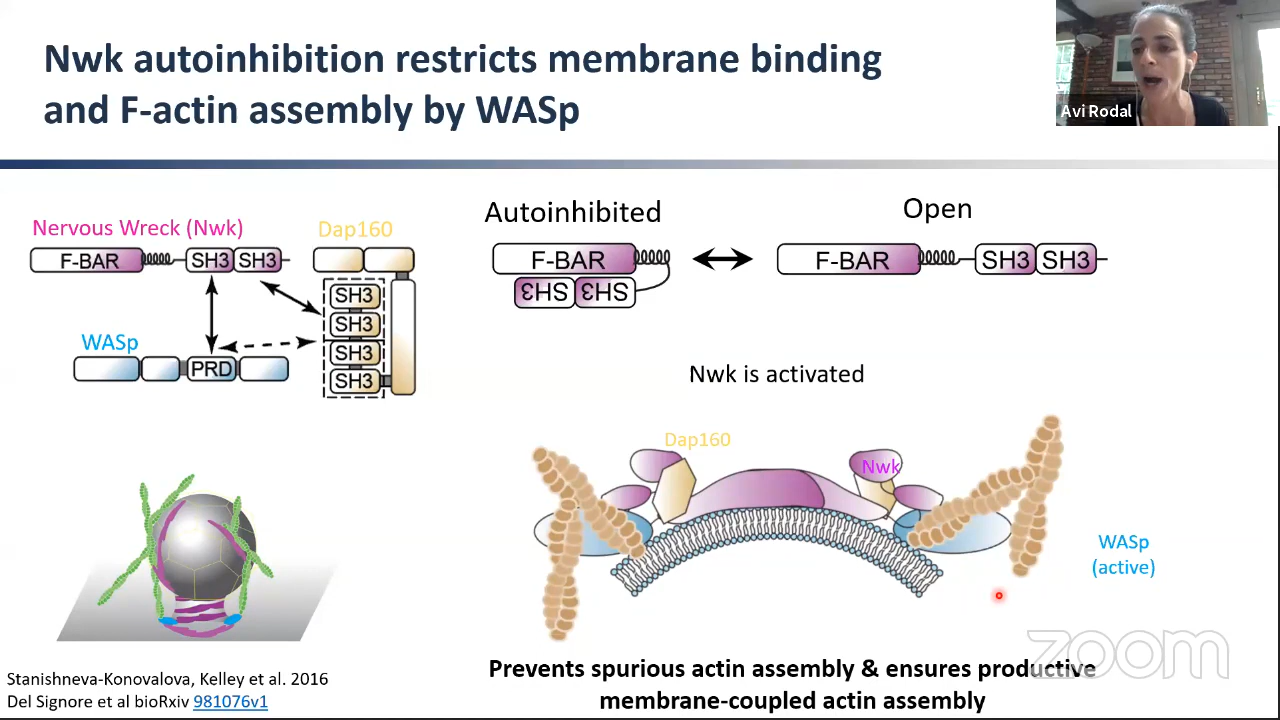 Nwk autoinhibition restricts membrane binding
and F-actin assembly by WASp
Avi Rodal
Nervous Wreck (Nwk)
F-BAR
SH3
SH3
Dap160
SH3
SH3
SH3
SH3
WASp
PRD
Autoinhibited
F-BAR
SH3
SH3
Open
F-BAR
SH3
SH3
Nwk is activated
Dap160
Nwk
WASp
(active)
zoom
Prevents spurious actin assembly & ensures productive
membrane-coupled actin assembly
Stanishneva-Konovalova, Kelley et al. 2016
Del Signore et al bioRxiv 981076v1